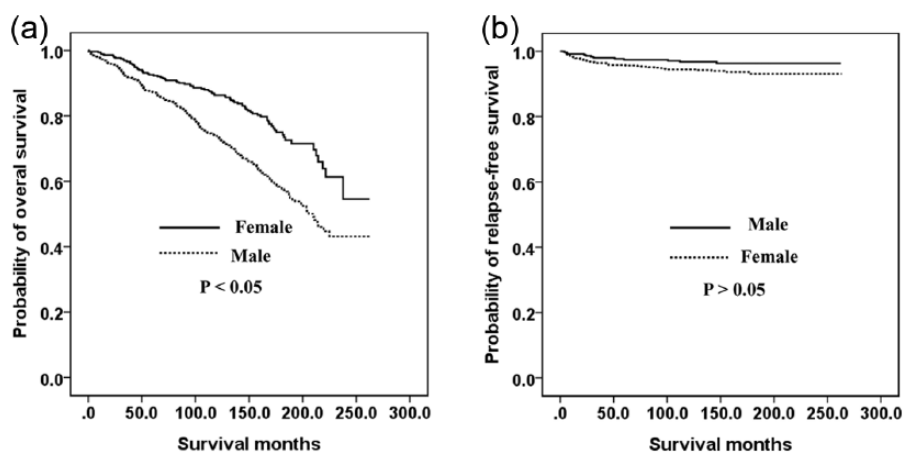 (a)
Probability of overal survival
1.0
0.8
0.6
0.4
0.2
0.0
Female
Male
P < 0.05
.0 50.0 100.0 150.0 200.0 250.0 300.0
Survival months
(b)
Probability of relapse-free survival
1.0
0.8
0.6
0.4
0.2
0.0
Male
Female
P > 0.05
.0 50.0 100.0 150.0 200.0 250.0 300.0
Survival months